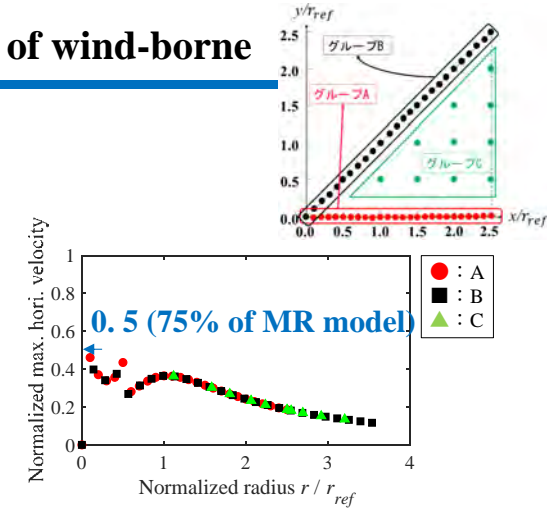 of wind-borne
y/r_ref
2.5
2.0
1.5
1.0
0.5
0.0
0.0 0.5 1.0 1.5 2.0 2.5
x/r_ref
グループB
グループA
グループC
Normalized max. hori. velocity
1
0.8
0.6
0.4
0.2
0
0 1 2 3 4
Normalized radius r / r_ref
0. 5 (75% of MR model)
: A
: B
: C